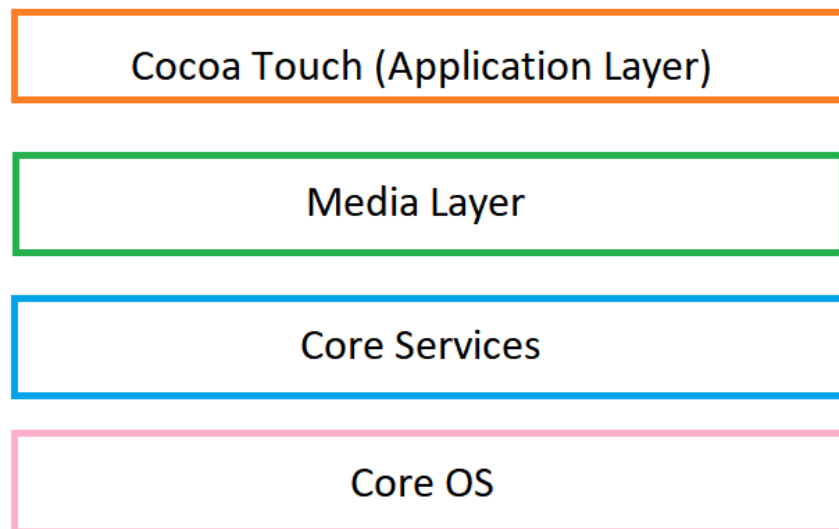 Cocoa Touch (Application Layer)
Media Layer
Core Services
Core OS